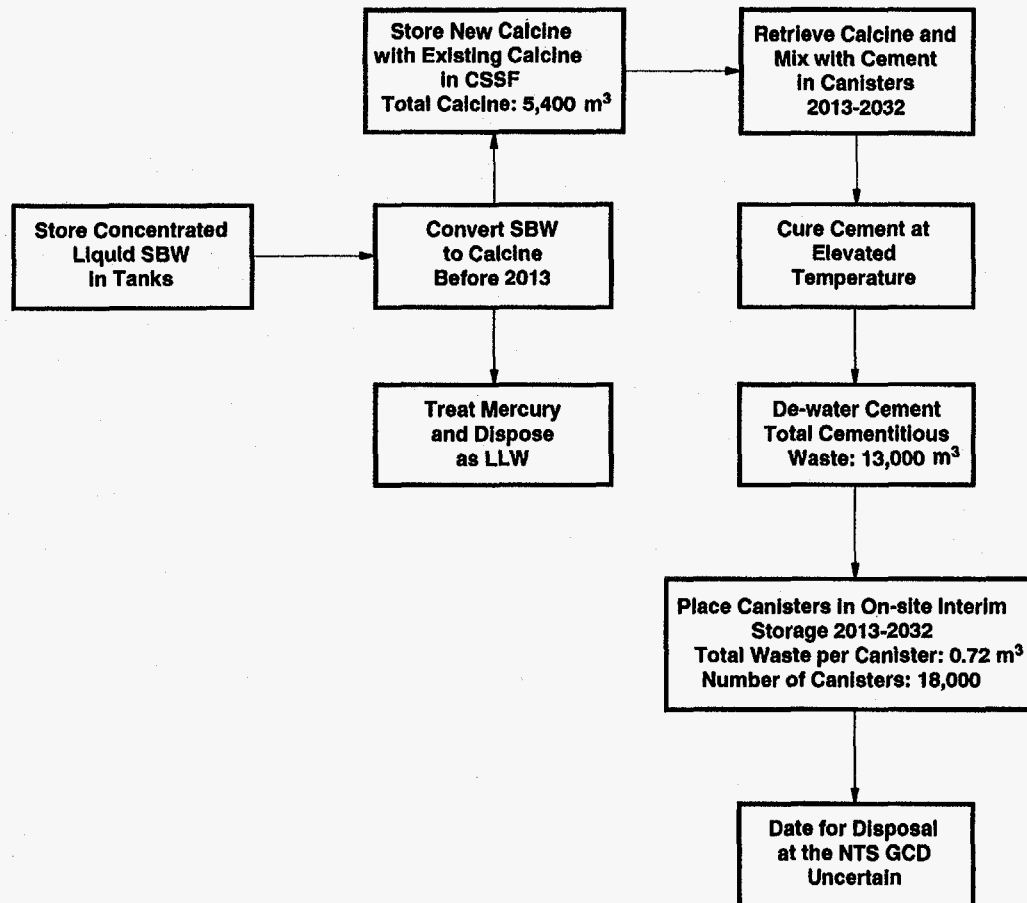 Store New Calcine
with Existing Calcine
in CSSF
Total Calcine: 5,400 m³
Retrieve Calcine and
Mix with Cement
in Canisters
2013-2032
Store Concentrated
Liquid SBW
in Tanks
Convert SBW
to Calcine
Before 2013
Cure Cement at
Elevated
Temperature
Treat Mercury
and Dispose
as LLW
De-water Cement
Total Cementitious
Waste: 13,000 m³
Place Canisters in On-site Interim
Storage 2013-2032
Total Waste per Canister: 0.72 m³
Number of Canisters: 18,000
Date for Disposal
at the NTS GCD
Uncertain